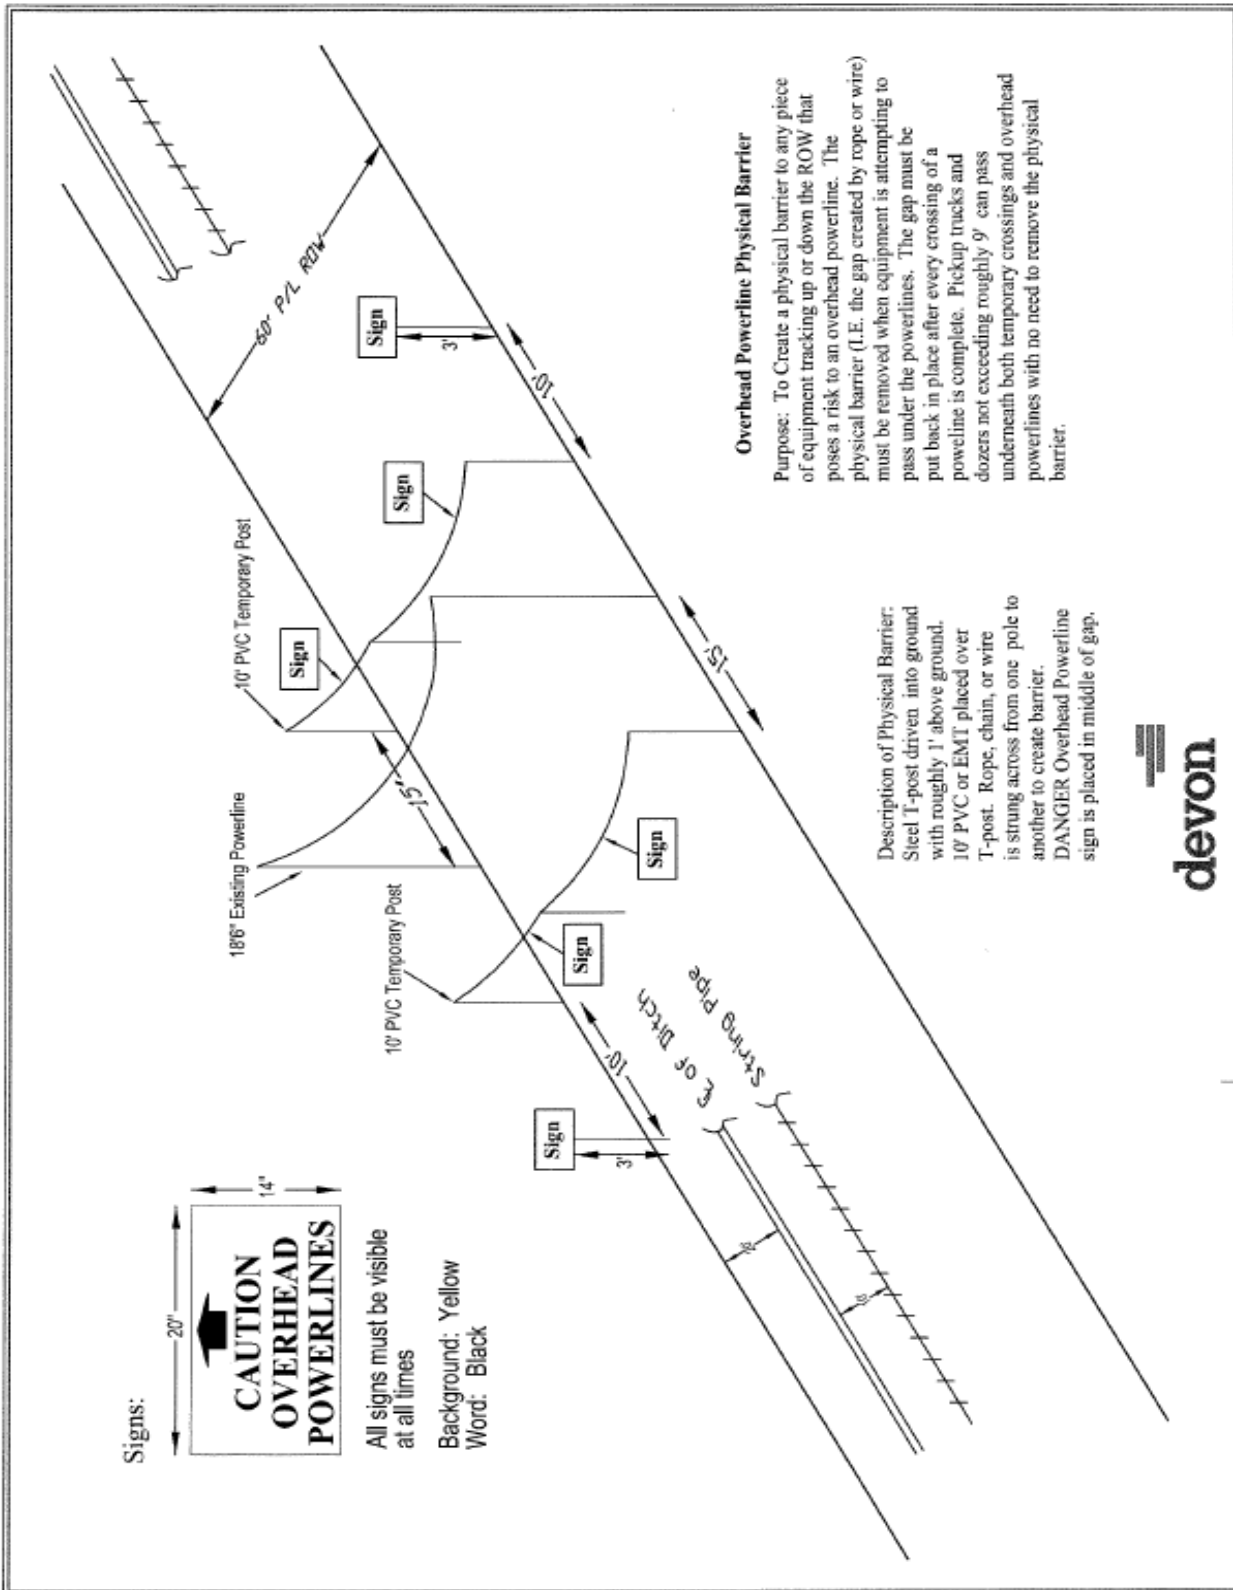 Signs:
20"
14"
CAUTION
OVERHEAD
POWERLINES
All signs must be visible
at all times
Background: Yellow
Word: Black
18'6" Existing Powerline
10' PVC Temporary Post
10' PVC Temporary Post
Sign
Sign
Sign
Sign
Sign
Sign
3'
3'
10'
15'
15'
10'
60' P/L ROW
℄ of Ditch
String Pipe
Description of Physical Barrier:
Steel T-post driven into ground
with roughly 1' above ground.
10' PVC or EMT placed over
T-post. Rope, chain, or wire
is strung across from one pole to
another to create barrier.
DANGER Overhead Powerline
sign is placed in middle of gap.
Overhead Powerline Physical Barrier
Purpose: To Create a physical barrier to any piece
of equipment tracking up or down the ROW that
poses a risk to an overhead powerline. The
physical barrier (I.E. the gap created by rope or wire)
must be removed when equipment is attempting to
pass under the powerlines. The gap must be
put back in place after every crossing of a
poweline is complete. Pickup trucks and
dozers not exceeding roughly 9' can pass
underneath both temporary crossings and overhead
powerlines with no need to remove the physical
barrier.
devon